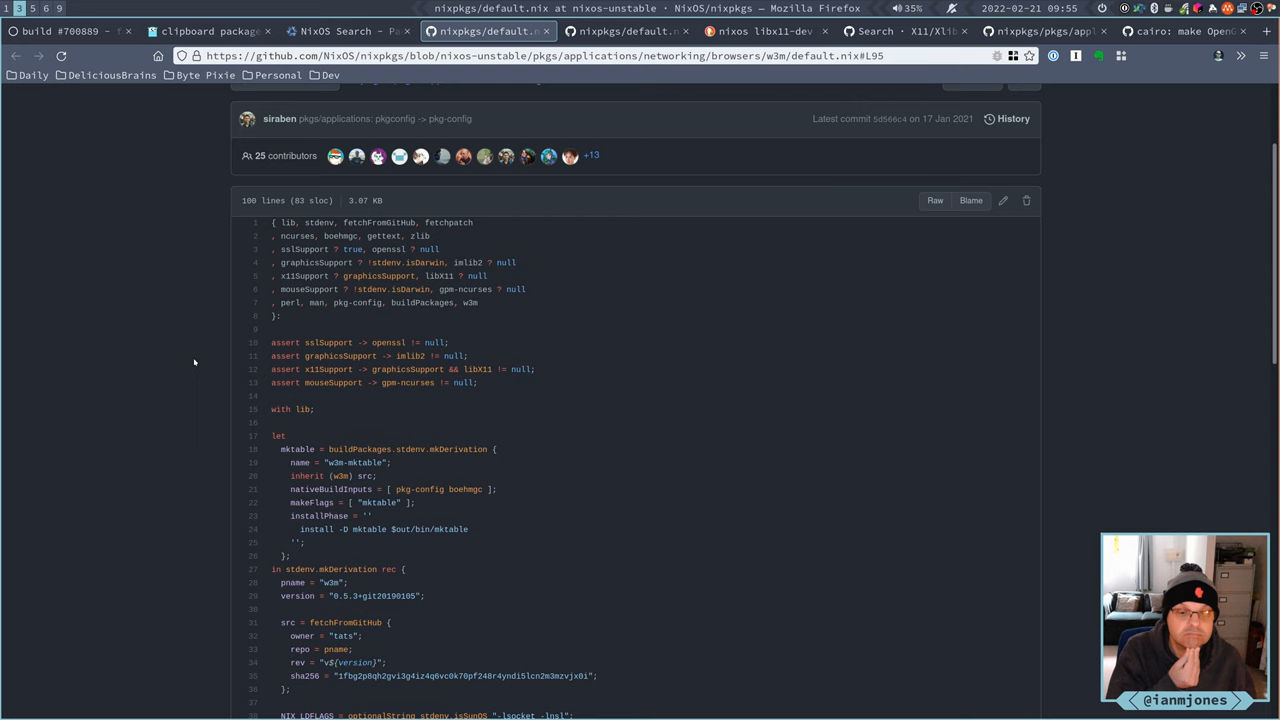 1 3 5 6 9
nixpkgs/default.nix at nixos-unstable · NixOS/nixpkgs — Mozilla Firefox
35%
2022-02-21
09:55
build #700889 - f
clipboard package
NixOS Search - Pa
nixpkgs/default.n
nixpkgs/default.n
nixos libx11-dev
Search · X11/Xlib
nixpkgs/pkgs/appl
cairo: make OpenG
https://github.com/NixOS/nixpkgs/blob/nixos-unstable/pkgs/applications/networking/browsers/w3m/default.nix#L95
Daily
DeliciousBrains
Byte Pixie
Personal
Dev
siraben pkgs/applications: pkgconfig -> pkg-config
Latest commit 5d566c4 on 17 Jan 2021
History
25 contributors
+13
100 lines (83 sloc) 3.07 KB
Raw
Blame
1 { lib, stdenv, fetchFromGitHub, fetchpatch
2 , ncurses, boehmgc, gettext, zlib
3 , sslSupport ? true, openssl ? null
4 , graphicsSupport ? !stdenv.isDarwin, imlib2 ? null
5 , x11Support ? graphicsSupport, libX11 ? null
6 , mouseSupport ? !stdenv.isDarwin, gpm-ncurses ? null
7 , perl, man, pkg-config, buildPackages, w3m
8 }:
9
10 assert sslSupport -> openssl != null;
11 assert graphicsSupport -> imlib2 != null;
12 assert x11Support -> graphicsSupport && libX11 != null;
13 assert mouseSupport -> gpm-ncurses != null;
14
15 with lib;
16
17 let
18 mktable = buildPackages.stdenv.mkDerivation {
19 name = "w3m-mktable";
20 inherit (w3m) src;
21 nativeBuildInputs = [ pkg-config boehmgc ];
22 makeFlags = [ "mktable" ];
23 installPhase = ''
24 install -D mktable $out/bin/mktable
25 '';
26 };
27 in stdenv.mkDerivation rec {
28 pname = "w3m";
29 version = "0.5.3+git20190105";
30
31 src = fetchFromGitHub {
32 owner = "tats";
33 repo = pname;
34 rev = "v${version}";
35 sha256 = "1fbg2p8qh2gvi3g4iz4q6vc0k70pf248r4yndi5lcn2m3mzvjx0i";
36 };
37
38 NIX_LDFLAGS = optionalString stdenv.isSunOS "-lsocket -lnsl";
@ianmjones